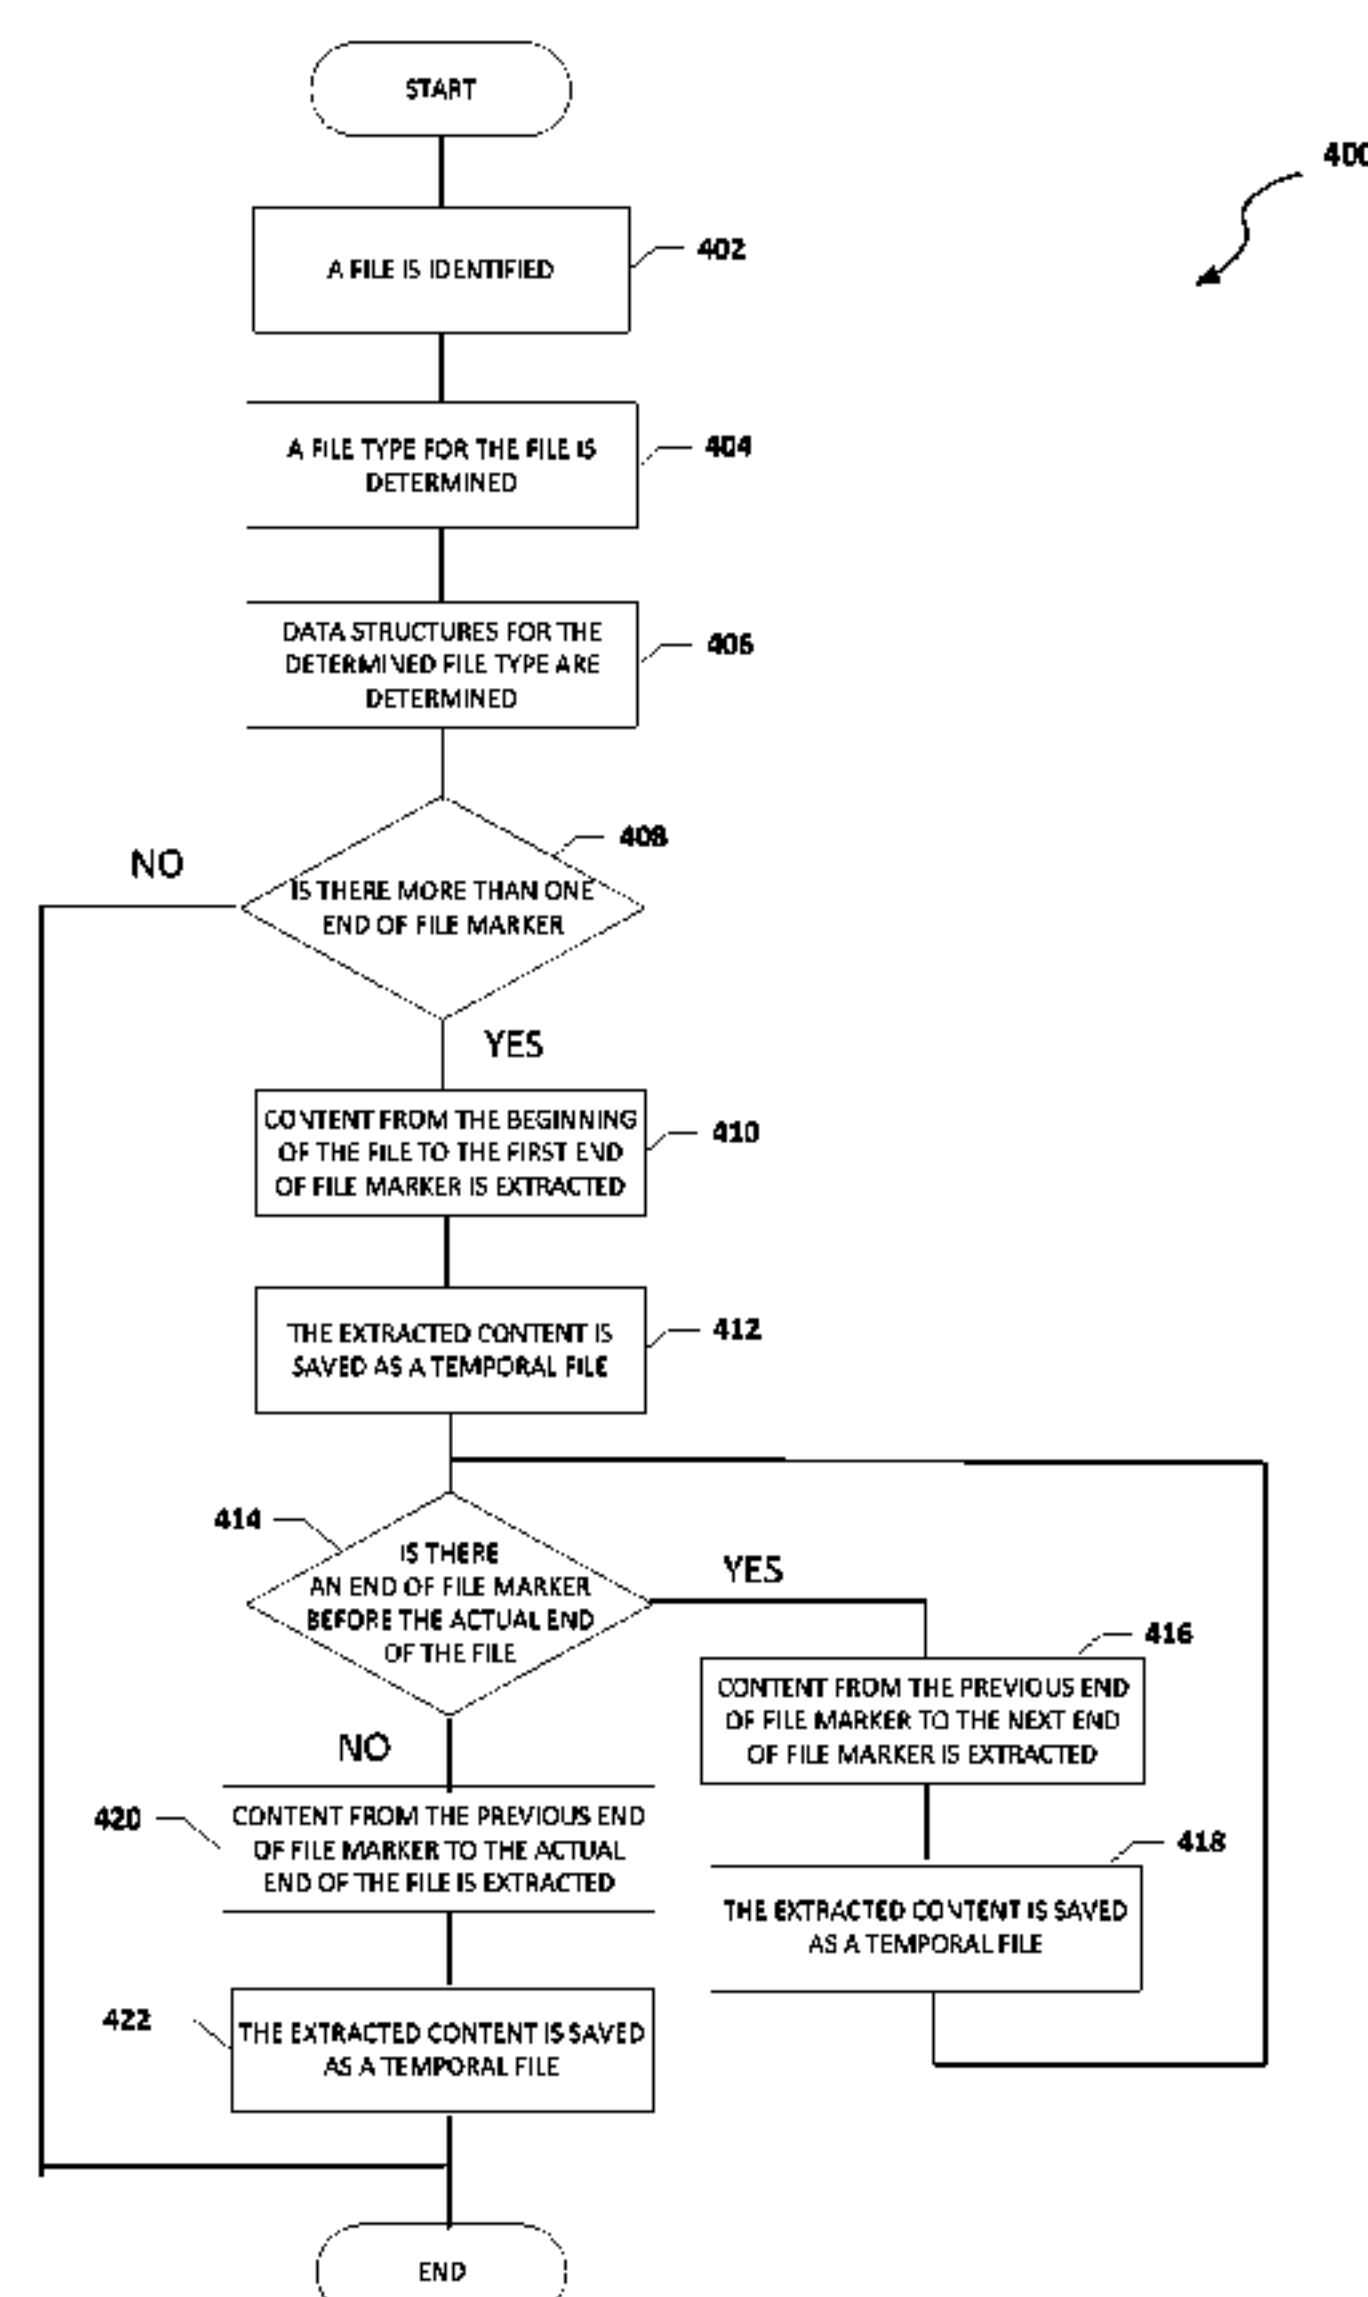 START
400
A FILE IS IDENTIFIED
402
A FILE TYPE FOR THE FILE IS
DETERMINED
404
DATA STRUCTURES FOR THE
DETERMINED FILE TYPE ARE
DETERMINED
406
408
NO
IS THERE MORE THAN ONE
END OF FILE MARKER
YES
CONTENT FROM THE BEGINNING
OF THE FILE TO THE FIRST END
OF FILE MARKER IS EXTRACTED
410
THE EXTRACTED CONTENT IS
SAVED AS A TEMPORAL FILE
412
414
IS THERE
AN END OF FILE MARKER
BEFORE THE ACTUAL END
OF THE FILE
YES
416
CONTENT FROM THE PREVIOUS END
OF FILE MARKER TO THE NEXT END
OF FILE MARKER IS EXTRACTED
NO
420
CONTENT FROM THE PREVIOUS END
OF FILE MARKER TO THE ACTUAL
END OF THE FILE IS EXTRACTED
418
THE EXTRACTED CONTENT IS SAVED
AS A TEMPORAL FILE
422
THE EXTRACTED CONTENT IS SAVED
AS A TEMPORAL FILE
END